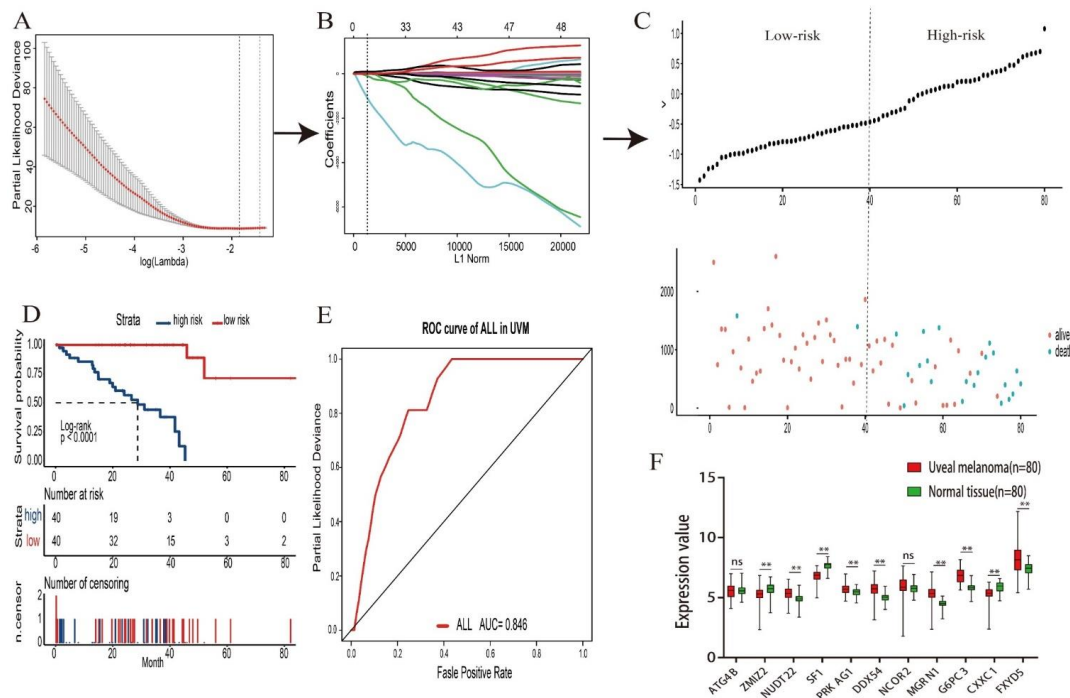 A
Partial Likelihood Deviance
100
80
60
40
20
-6 -5 -4 -3 -2
log(Lambda)
B
0 33 43 47 48
Coefficients
0
0 5000 10000 15000 20000
L1 Norm
C
Low-risk
High-risk
1.0
0.5
0.0
-0.5
-1.0
-1.5
v
0 20 40 60 80
2000
1000
0
alive
death
0 10 20 30 40 50 60 70 80
D
Strata high risk low risk
Survival probability
1.00
0.75
0.50
0.25
0.00
Log-rank
p < 0.0001
0 20 40 60 80
Number at risk
Strata
high 40 19 3 0 0
low 40 32 15 3 2
0 20 40 60 80
Number of censoring
n.censor
2
1
0
0 20 40 60 80
Month
E
ROC curve of ALL in UVM
Partial Likelihood Deviance
1.0
0.8
0.6
0.4
0.2
0.0
ALL AUC= 0.846
0.0 0.2 0.4 0.6 0.8 1.0
Fasle Positive Rate
F
Uveal melanoma(n=80)
Normal tissue(n=80)
Expression value
15
10
5
0
ns ** ** ** ** ** ns ** ** ** **
ATG4B
ZMIZ2
NUDT22
SF1
PRK AG1
DDX54
NCOR2
MGRN1
G6PC3
CXXC1
FXYD5